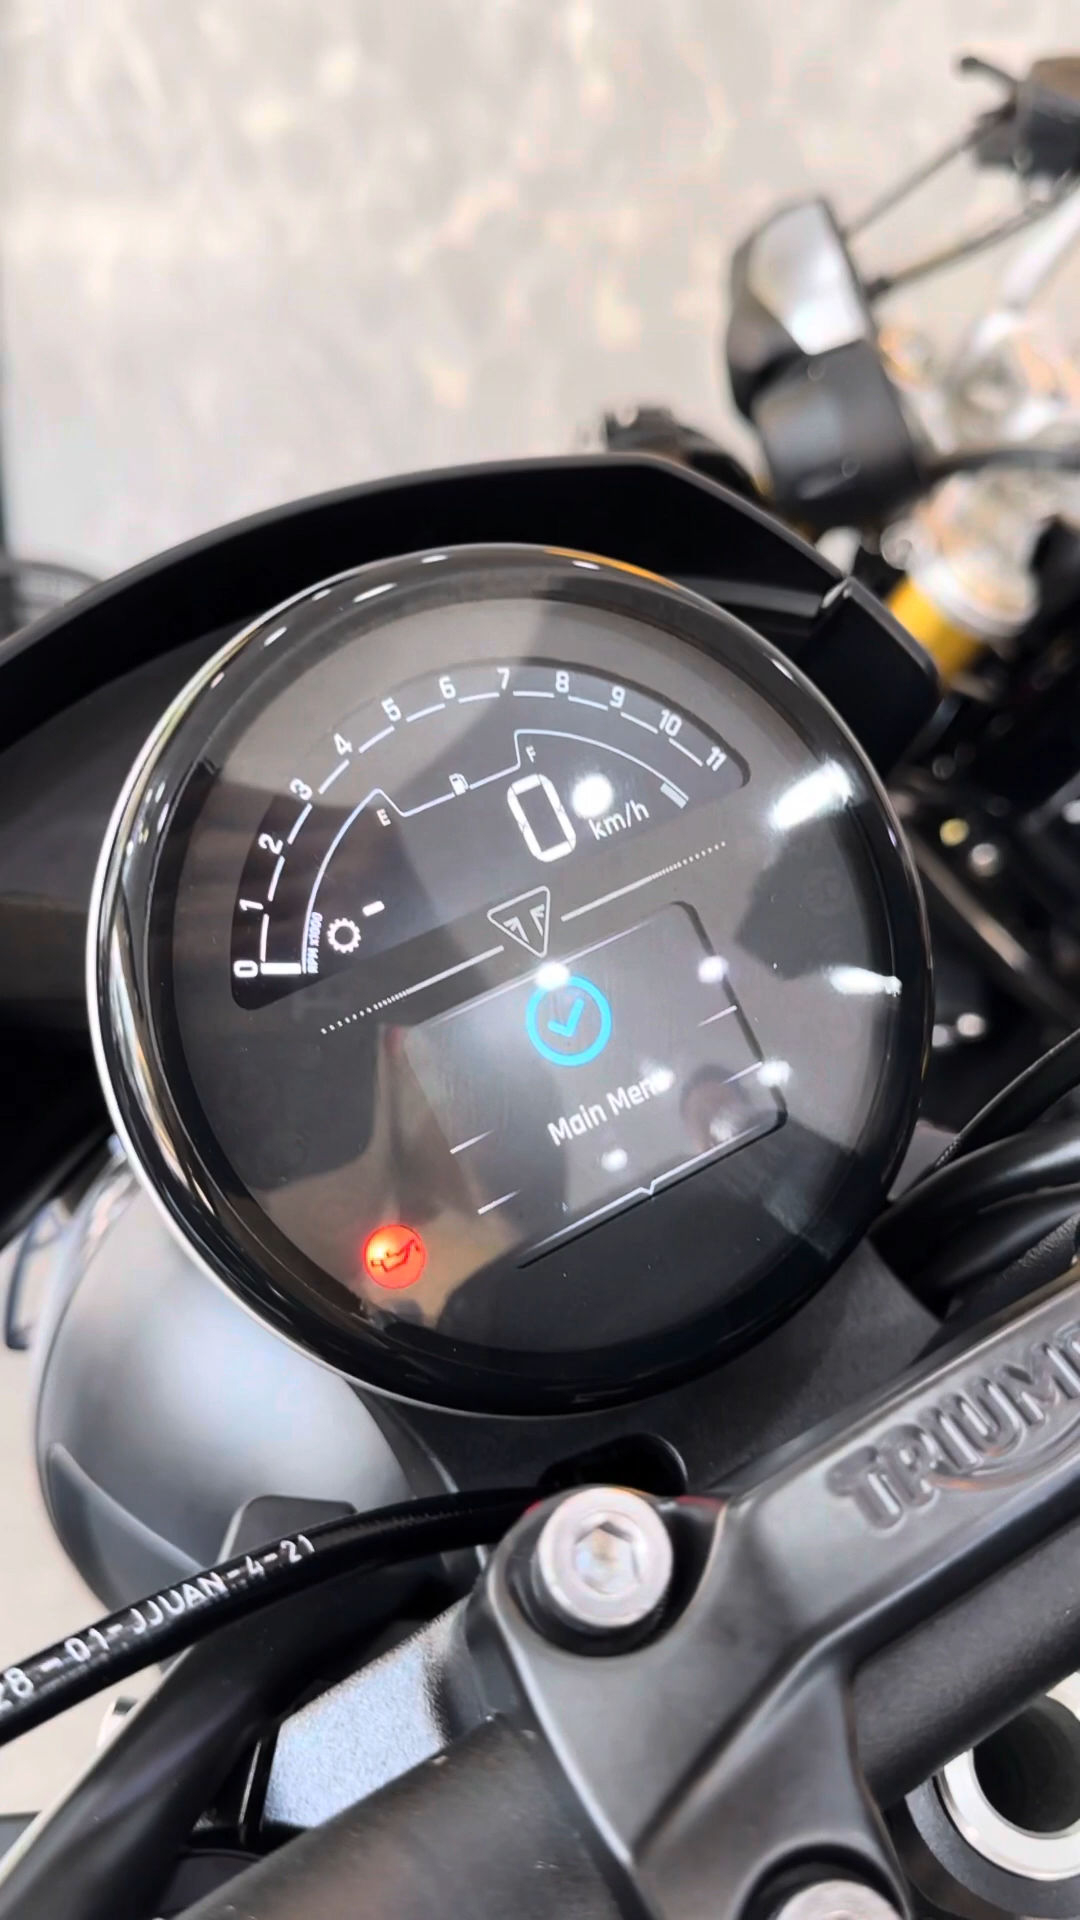 0 1 2 3 4 5 6 7 8 9 10 11
RPM x1000
E F
0 km/h
-
Main Menu
TRIUMPH
28-01-JJUAN-4-21